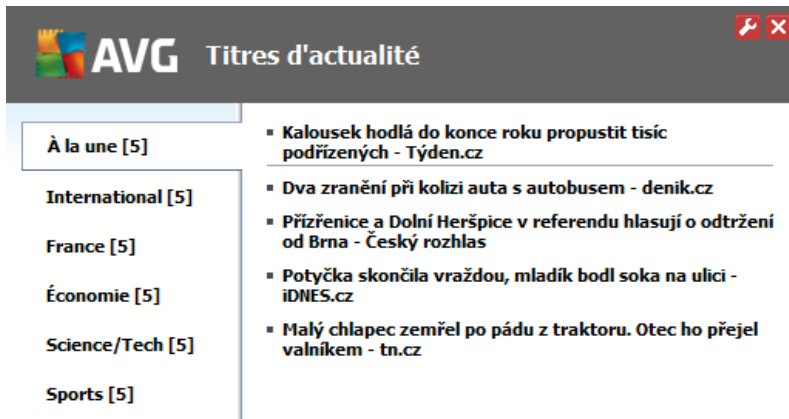 AVG Titres d'actualité
À la une [5]
International [5]
France [5]
Économie [5]
Science/Tech [5]
Sports [5]
Kalousek hodlá do konce roku propustit tisíc
podřízených - Týden.cz
Dva zranění při kolizi auta s autobusem - denik.cz
Přízřenice a Dolní Heršpice v referendu hlasují o odtržení
od Brna - Český rozhlas
Potyčka skončila vraždou, mladík bodl soka na ulici -
iDNES.cz
Malý chlapec zemřel po pádu z traktoru. Otec ho přejel
valníkem - tn.cz